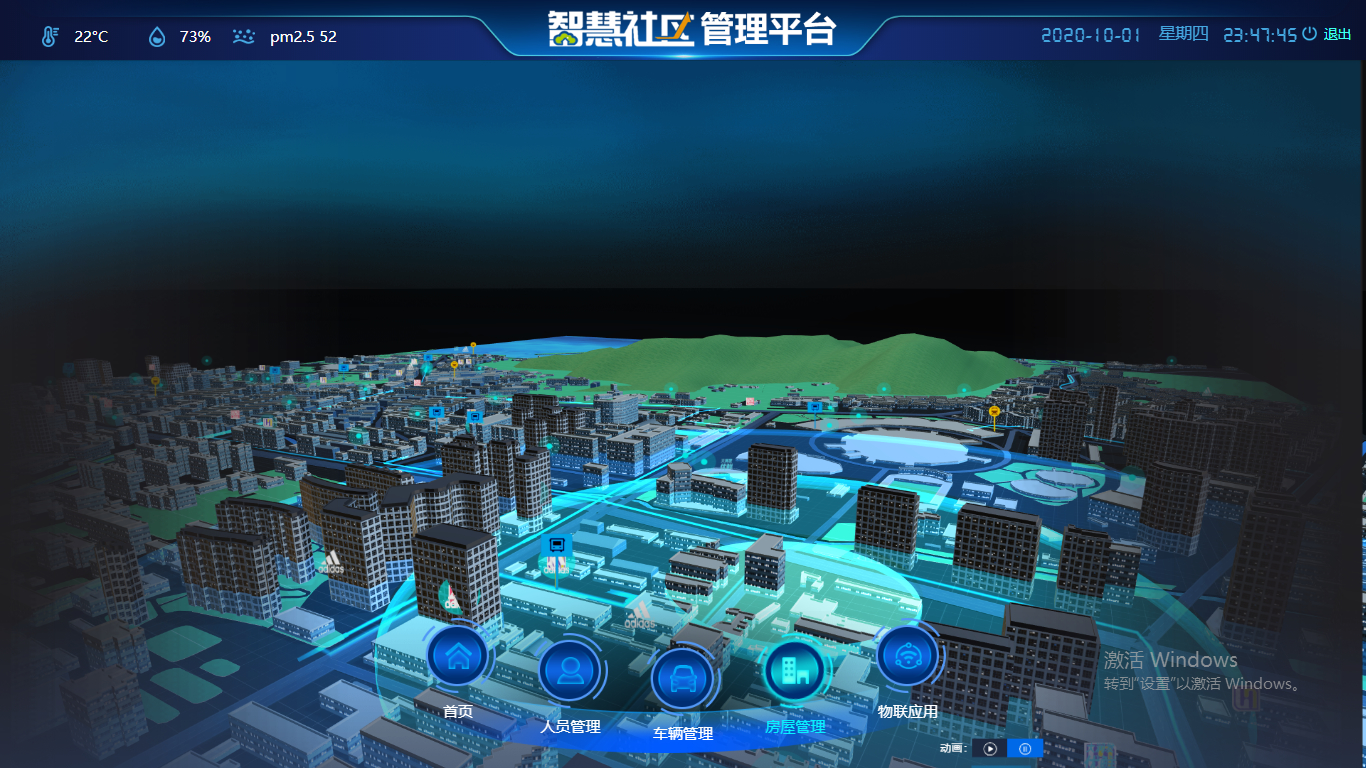 22°C 73% pm2.5 52
智慧社区管理平台
2020-10-01 星期四 23:47:45 退出
adidas
adidas
激活 Windows
转到"设置"以激活 Windows。
首页
人员管理
车辆管理
房屋管理
物联应用
动画: